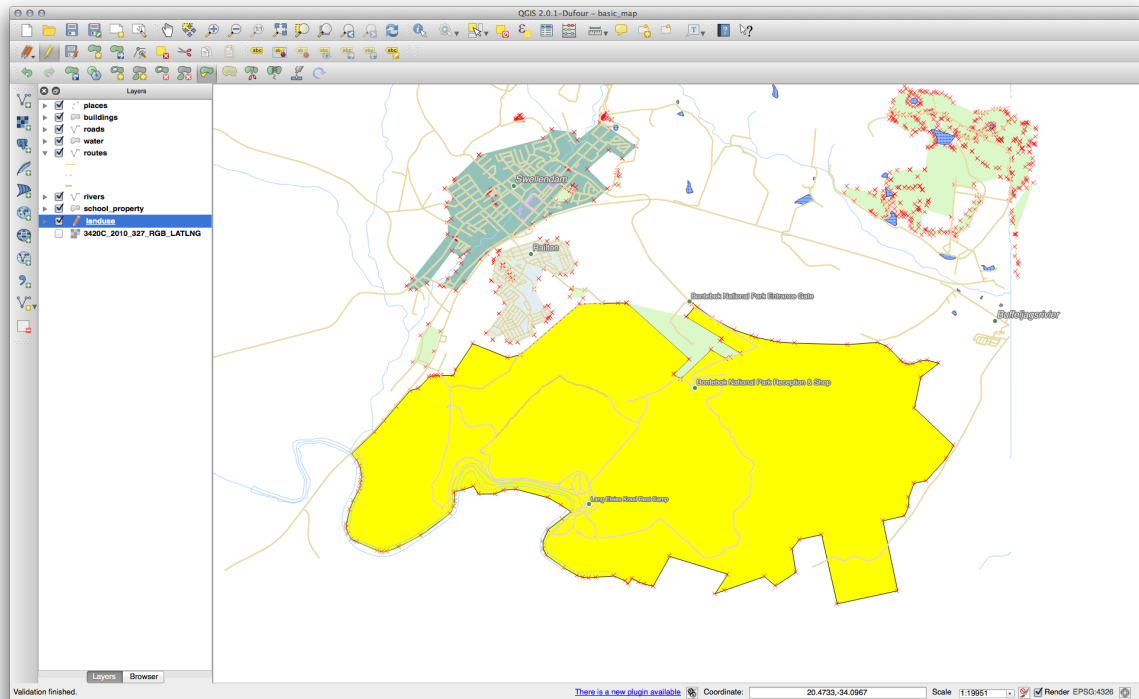 QGIS 2.0.1-Dufour – basic_map
Layers
places
buildings
roads
water
routes
rivers
school_property
landuse
3420C_2010_327_RGB_LATLNG
Swellendam
Railton
Bontebok National Park Entrance Gate
Buffeljagsrivier
Bontebok National Park Reception & Shop
Lang Elsies Kraal Rest Camp
Layers
Browser
Validation finished.
There is a new plugin available
Coordinate:
20.4733,-34.0967
Scale
1:19951
Render
EPSG:4326